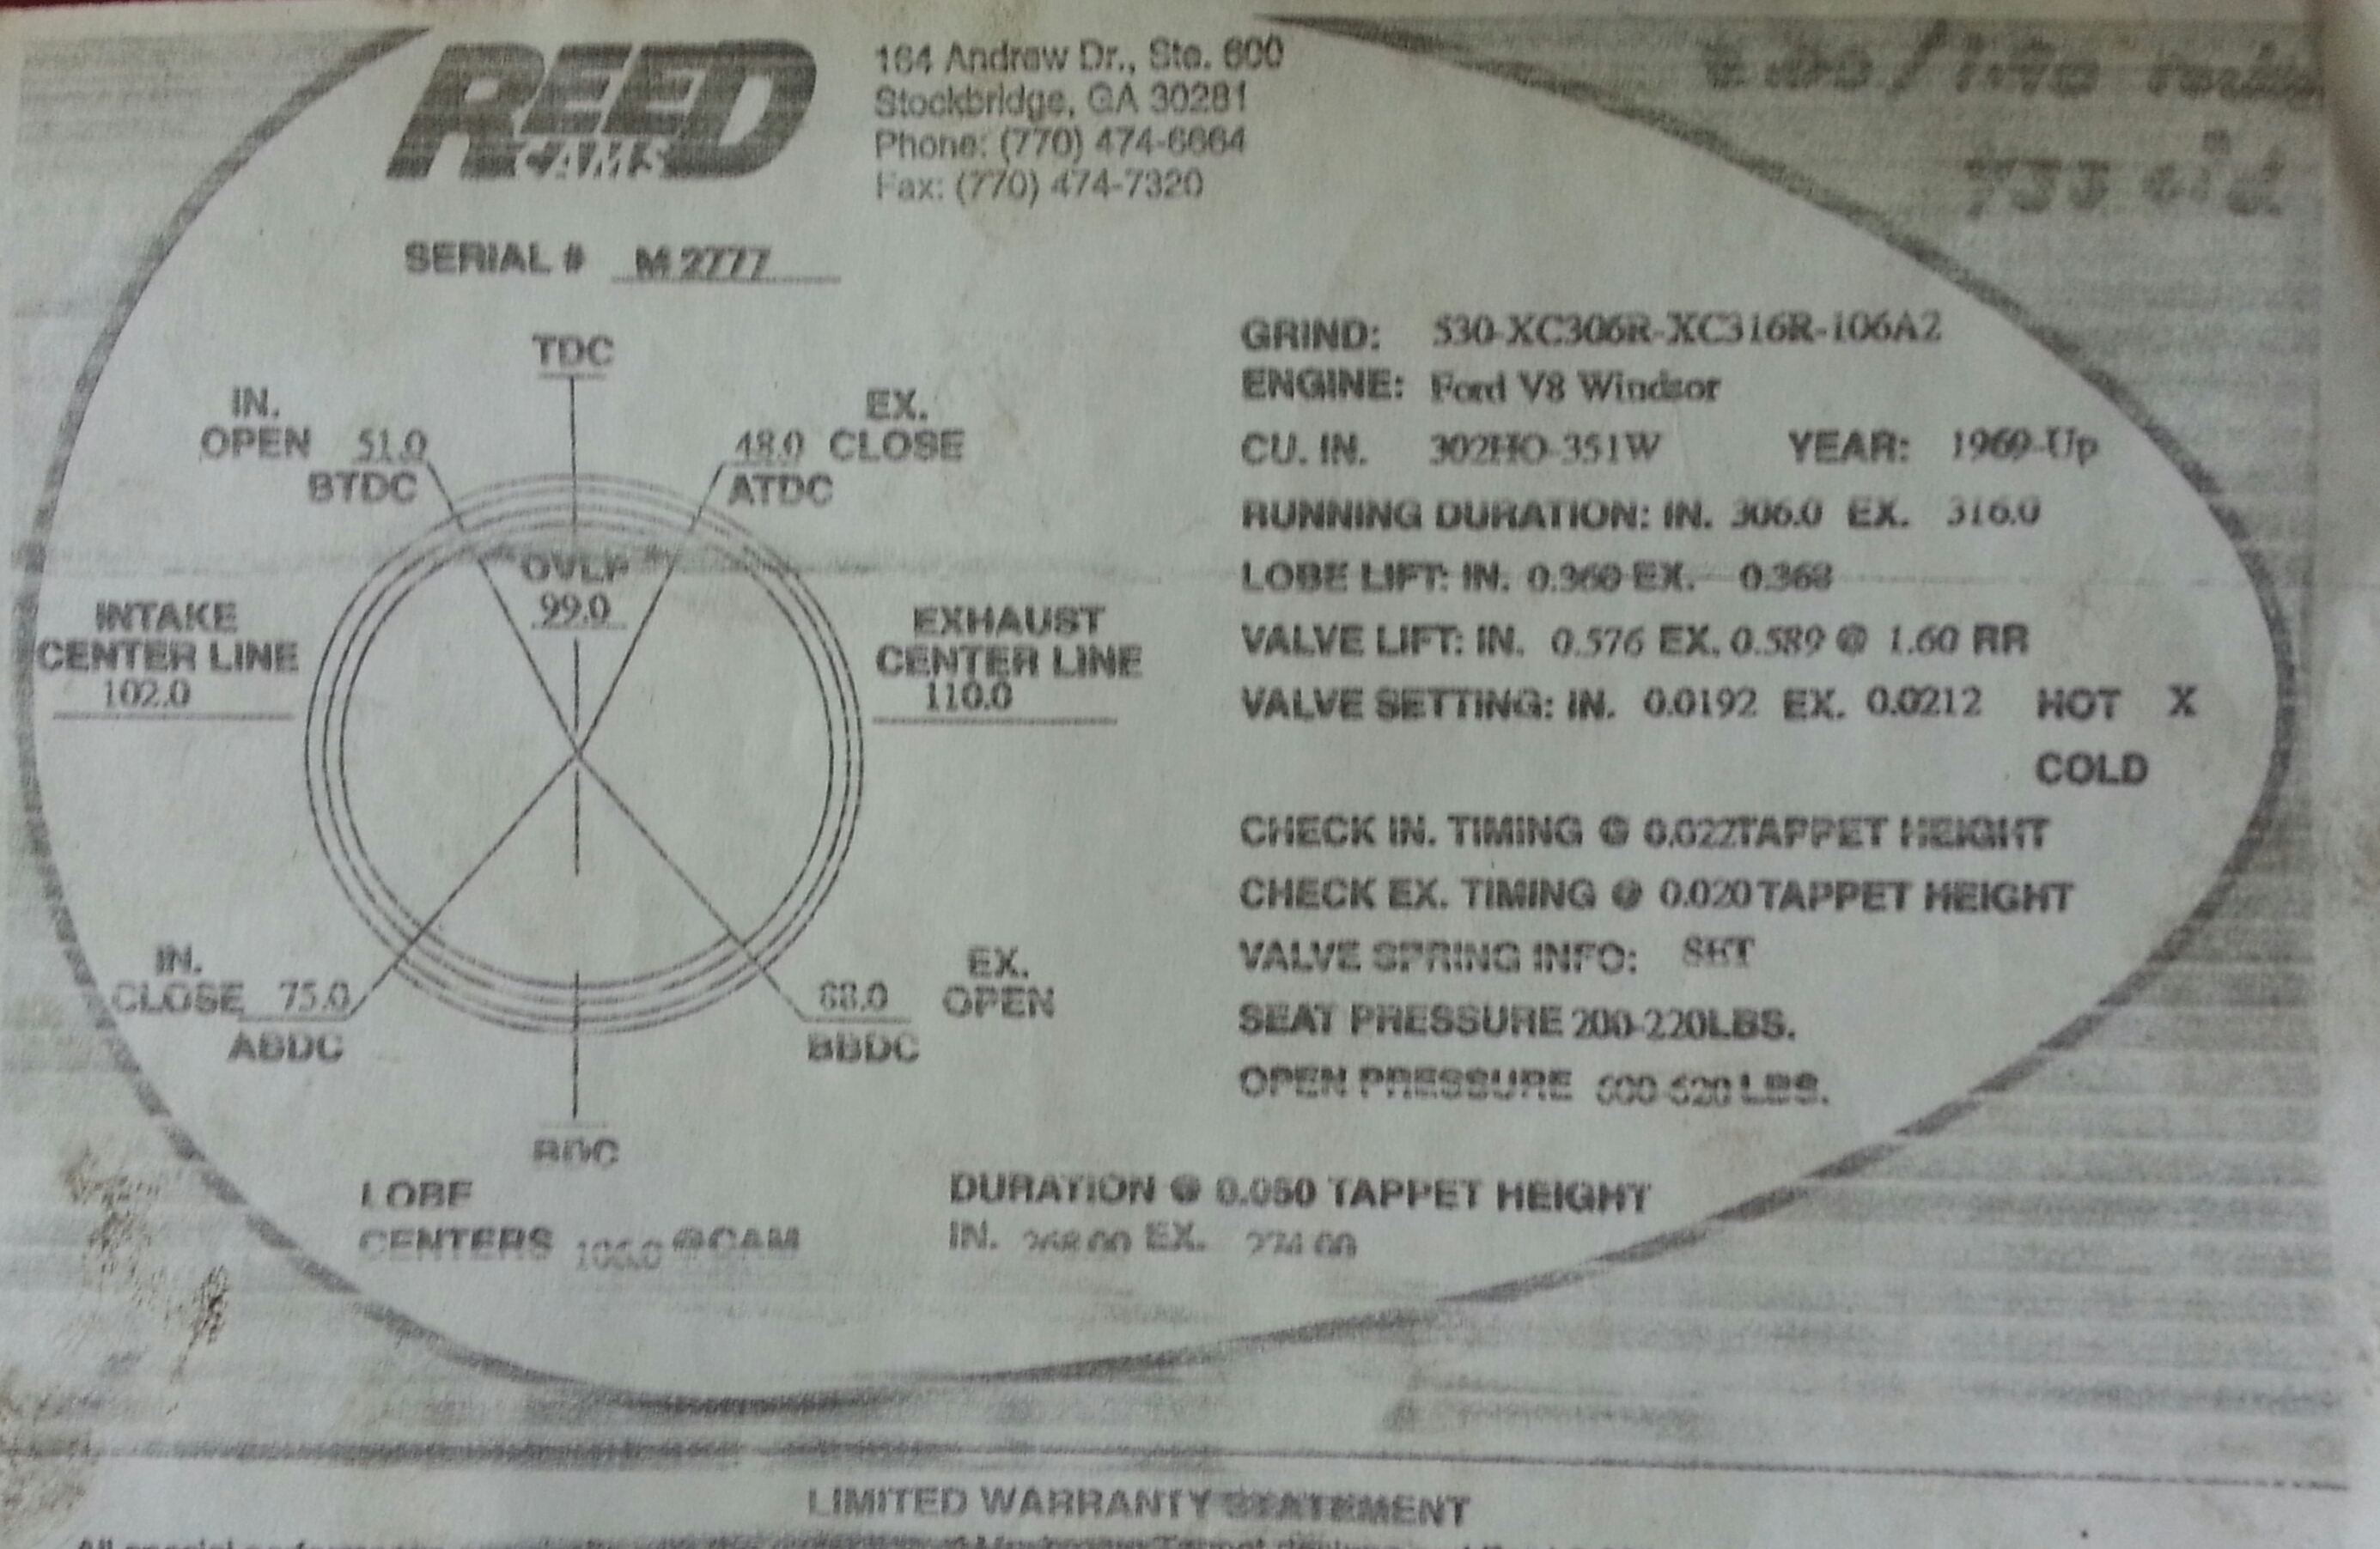 REED
CAMS
164 Andrew Dr., Ste. 600
Stockbridge, GA 30281
Phone: (770) 474-6664
Fax: (770) 474-7320
SERIAL # M 2777
TDC
IN.
OPEN 51.0
BTDC
EX.
48.0 CLOSE
ATDC
OVLP
99.0
INTAKE
CENTER LINE
102.0
EXHAUST
CENTER LINE
110.0
IN.
CLOSE 75.0
ABDC
EX.
88.0 OPEN
BBDC
BDC
LOBE
CENTERS 106.0 @CAM
GRIND: 530-XC306R-XC316R-106A2
ENGINE: Ford V8 Windsor
CU. IN. 302HO-351W YEAR: 1969-Up
RUNNING DURATION: IN. 306.0 EX. 316.0
LOBE LIFT: IN. 0.360 EX. 0.368
VALVE LIFT: IN. 0.576 EX. 0.589 @ 1.60 RR
VALVE SETTING: IN. 0.0192 EX. 0.0212 HOT X
COLD
CHECK IN. TIMING @ 0.022 TAPPET HEIGHT
CHECK EX. TIMING @ 0.020 TAPPET HEIGHT
VALVE SPRING INFO: SET
SEAT PRESSURE 200-220LBS.
OPEN PRESSURE LBS.
DURATION @ 0.050 TAPPET HEIGHT
IN. 268.00 EX. 274.00
LIMITED WARRANTY STATEMENT